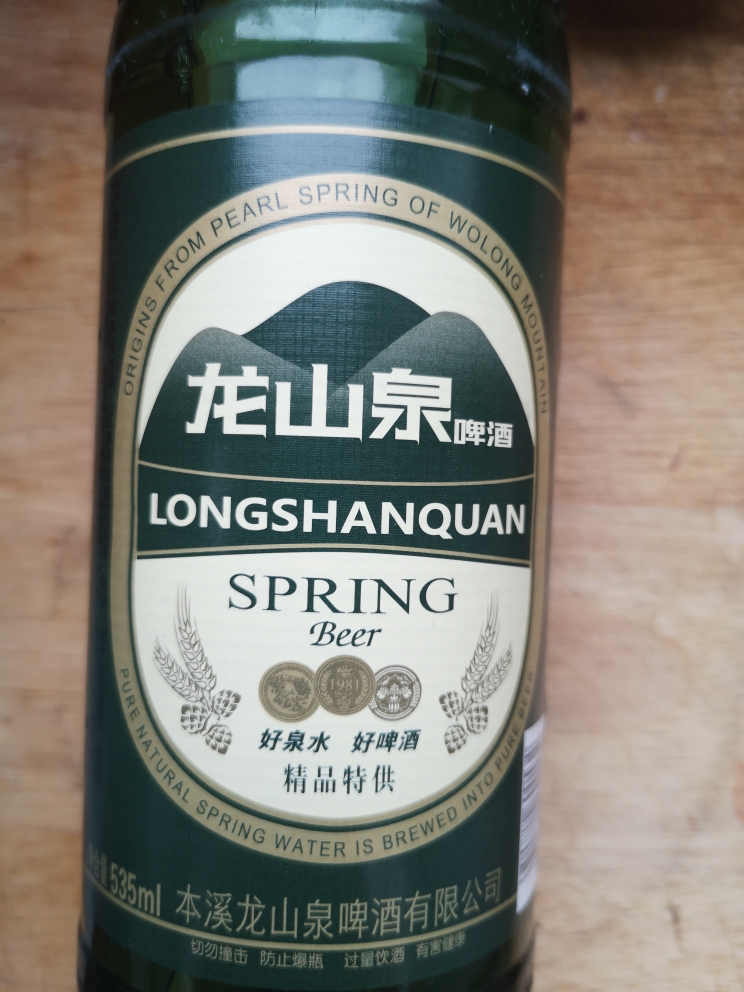 ORIGINS FROM PEARL SPRING OF WOLONG MOUNTAIN
龙山泉啤酒
LONGSHANQUAN
SPRING
Beer
1981
好泉水 好啤酒
精品特供
PURE NATURAL SPRING WATER IS BREWED INTO PURE BEER
535ml 本溪龙山泉啤酒有限公司
切勿撞击 防止爆瓶 过量饮酒 有害健康